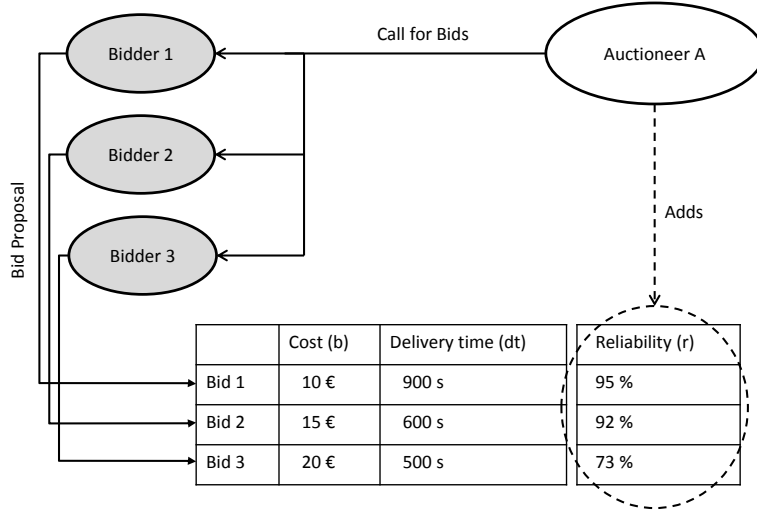 Call for Bids
Bidder 1
Auctioneer A
Bidder 2
Bid Proposal
Adds
Bidder 3
Cost (b) Delivery time (dt) Reliability (r)
Bid 1 10 € 900 s 95 %
Bid 2 15 € 600 s 92 %
Bid 3 20 € 500 s 73 %